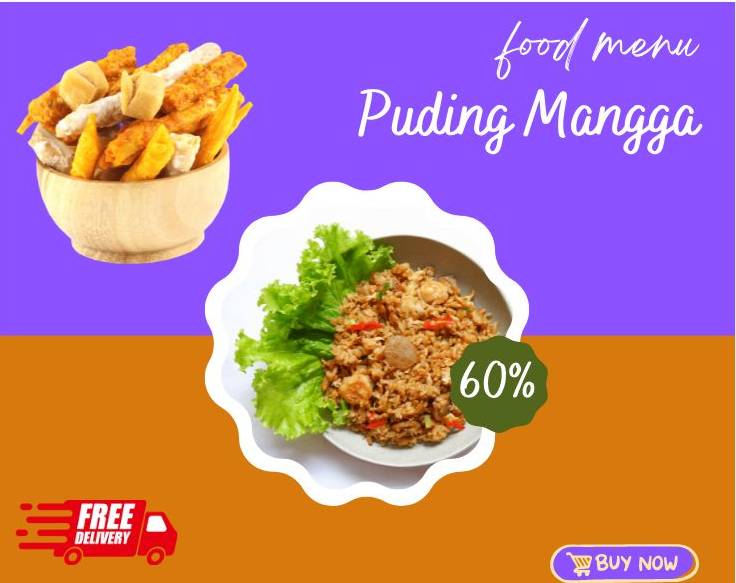 food menu
Puding Mangga
60%
FREE
DELIVERY
BUY NOW